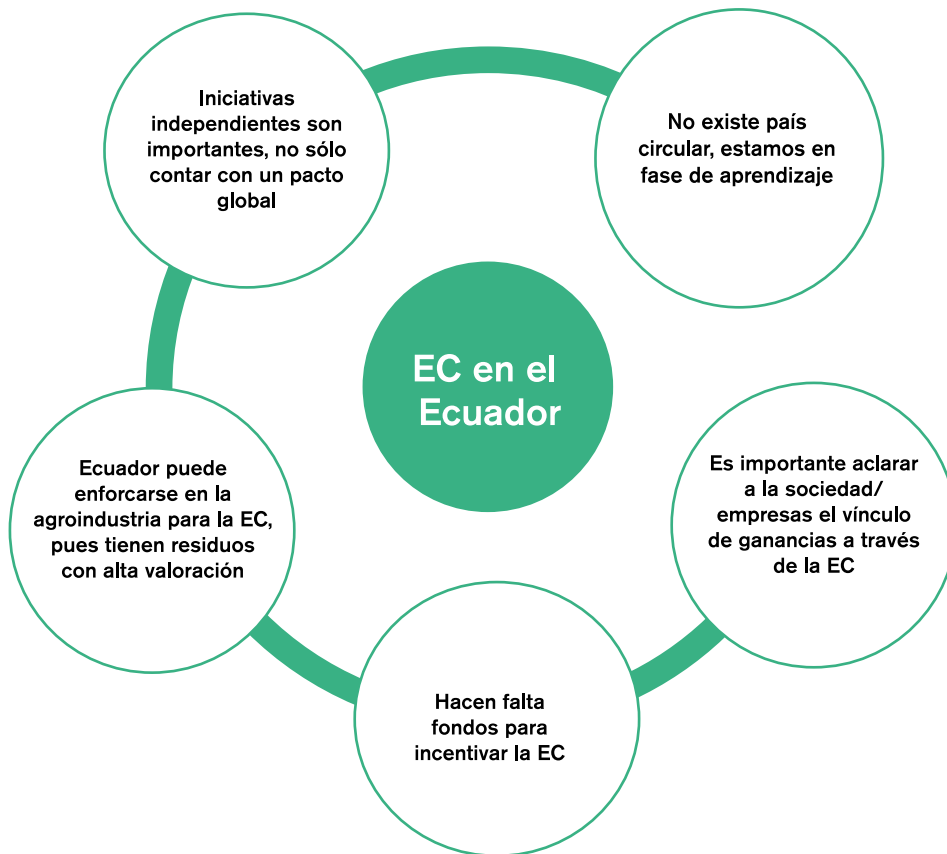 Iniciativas
independientes son
importantes, no sólo
contar con un pacto
global
No existe país
circular, estamos en
fase de aprendizaje
EC en el
Ecuador
Ecuador puede
enforcarse en la
agroindustria para la EC,
pues tienen residuos
con alta valoración
Es importante aclarar
a la sociedad/
empresas el vínculo
de ganancias a través
de la EC
Hacen falta
fondos para
incentivar la EC